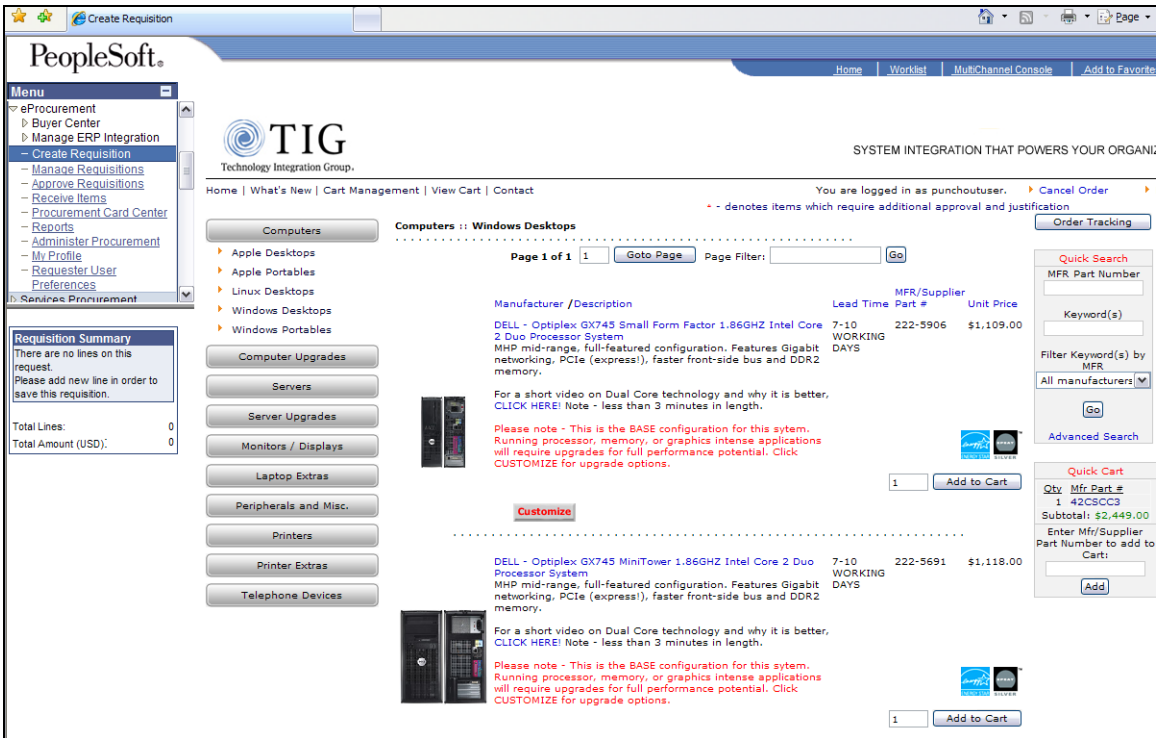 Create Requisition
Page
PeopleSoft®
Home | Worklist | MultiChannel Console | Add to Favorite
Menu
eProcurement
Buyer Center
Manage ERP Integration
– Create Requisition
– Manage Requisitions
– Approve Requisitions
– Receive Items
– Procurement Card Center
– Reports
– Administer Procurement
– My Profile
– Requester User
Preferences
Services Procurement
Requisition Summary
There are no lines on this
request.
Please add new line in order to
save this requisition.
Total Lines: 0
Total Amount (USD): 0
TIG
Technology Integration Group.
SYSTEM INTEGRATION THAT POWERS YOUR ORGANIZ
Home | What's New | Cart Management | View Cart | Contact
You are logged in as punchoutuser. Cancel Order
* - denotes items which require additional approval and justification
Computers
Apple Desktops
Apple Portables
Linux Desktops
Windows Desktops
Windows Portables
Computer Upgrades
Servers
Server Upgrades
Monitors / Displays
Laptop Extras
Peripherals and Misc.
Printers
Printer Extras
Telephone Devices
Computers :: Windows Desktops
Page 1 of 1 1 Goto Page Page Filter: Go
Manufacturer /Description Lead Time MFR/Supplier Part # Unit Price
DELL - Optiplex GX745 Small Form Factor 1.86GHZ Intel Core 7-10 222-5906 $1,109.00
2 Duo Processor System WORKING
MHP mid-range, full-featured configuration. Features Gigabit DAYS
networking, PCIe (express!), faster front-side bus and DDR2
memory.
For a short video on Dual Core technology and why it is better,
CLICK HERE! Note - less than 3 minutes in length.
Please note - This is the BASE configuration for this sytem.
Running processor, memory, or graphics intense applications
will require upgrades for full performance potential. Click
CUSTOMIZE for upgrade options.
1 Add to Cart
Customize
DELL - Optiplex GX745 MiniTower 1.86GHZ Intel Core 2 Duo 7-10 222-5691 $1,118.00
Processor System WORKING
MHP mid-range, full-featured configuration. Features Gigabit DAYS
networking, PCIe (express!), faster front-side bus and DDR2
memory.
For a short video on Dual Core technology and why it is better,
CLICK HERE! Note - less than 3 minutes in length.
Please note - This is the BASE configuration for this sytem.
Running processor, memory, or graphics intense applications
will require upgrades for full performance potential. Click
CUSTOMIZE for upgrade options.
1 Add to Cart
Order Tracking
Quick Search
MFR Part Number
Keyword(s)
Filter Keyword(s) by
MFR
All manufacturers
Go
Advanced Search
Quick Cart
Qty Mfr Part #
1 42CSCC3
Subtotal: $2,449.00
Enter Mfr/Supplier
Part Number to add to
Cart:
Add